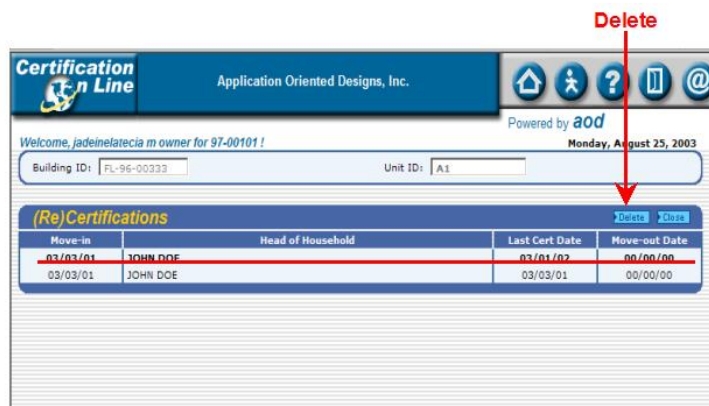 Delete
Certification
n Line
Application Oriented Designs, Inc.
?
@
Powered by aod
Welcome, jadeinelatecia m owner for 97-00101 !
Monday, August 25, 2003
Building ID: FL-96-00333
Unit ID: A1
(Re)Certifications
Delete Close
Move-in Head of Household Last Cert Date Move-out Date
03/03/01 JOHN DOE 03/01/02 00/00/00
03/03/01 JOHN DOE 03/03/01 00/00/00